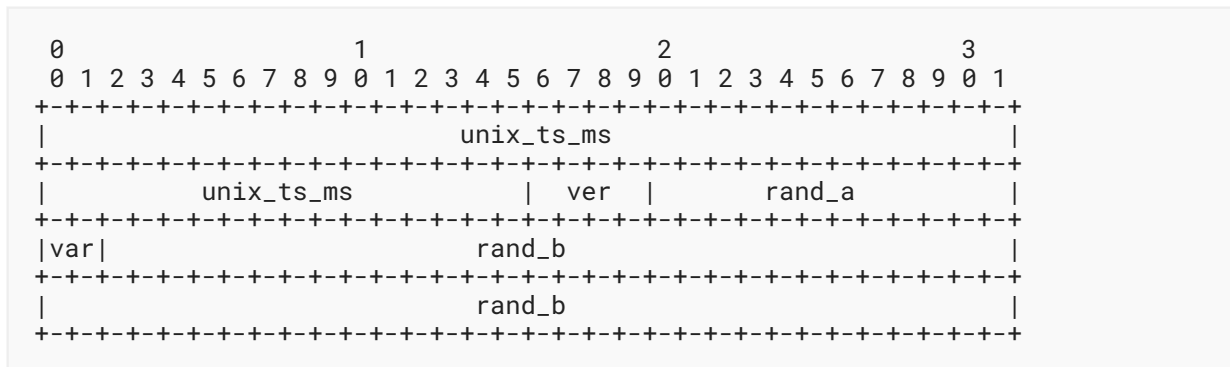 0                   1                   2                   3
 0 1 2 3 4 5 6 7 8 9 0 1 2 3 4 5 6 7 8 9 0 1 2 3 4 5 6 7 8 9 0 1
+-+-+-+-+-+-+-+-+-+-+-+-+-+-+-+-+-+-+-+-+-+-+-+-+-+-+-+-+-+-+-+-+
|                           unix_ts_ms                          |
+-+-+-+-+-+-+-+-+-+-+-+-+-+-+-+-+-+-+-+-+-+-+-+-+-+-+-+-+-+-+-+-+
|          unix_ts_ms           |  ver  |       rand_a          |
+-+-+-+-+-+-+-+-+-+-+-+-+-+-+-+-+-+-+-+-+-+-+-+-+-+-+-+-+-+-+-+-+
|var|                        rand_b                             |
+-+-+-+-+-+-+-+-+-+-+-+-+-+-+-+-+-+-+-+-+-+-+-+-+-+-+-+-+-+-+-+-+
|                            rand_b                             |
+-+-+-+-+-+-+-+-+-+-+-+-+-+-+-+-+-+-+-+-+-+-+-+-+-+-+-+-+-+-+-+-+